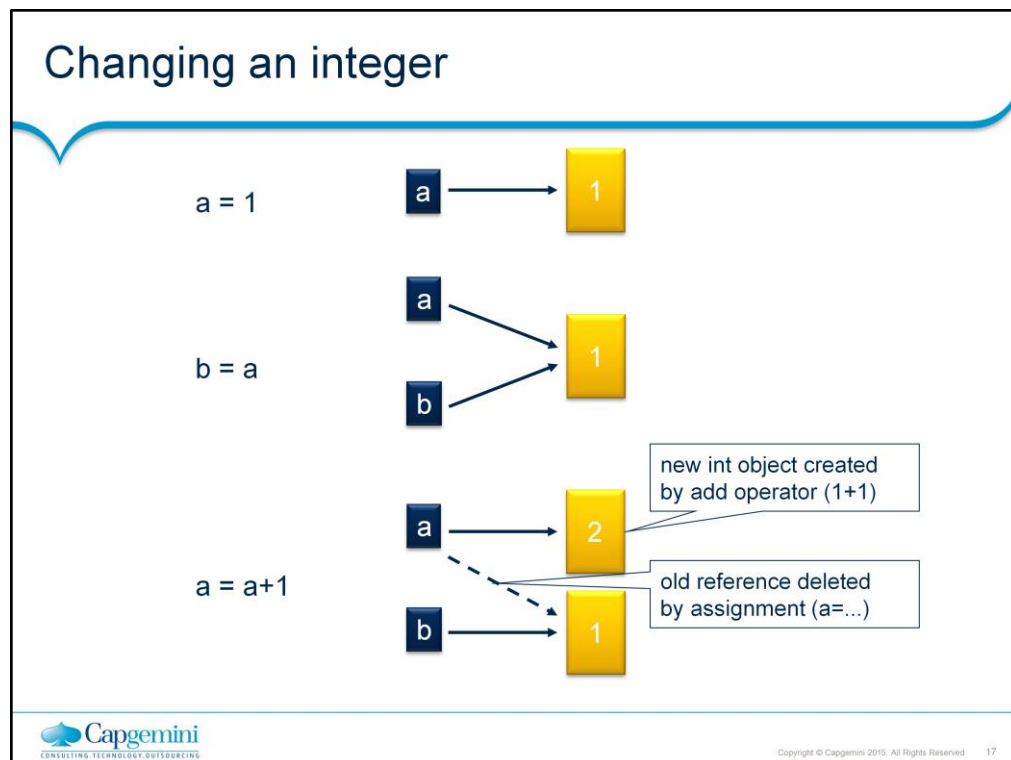 Changing an integer
a = 1
a
1
a
b = a
1
b
new int object created
by add operator (1+1)
a
2
a = a+1
old reference deleted
by assignment (a=...)
b
1
Capgemini
CONSULTING.TECHNOLOGY.OUTSOURCING
Copyright © Capgemini 2015. All Rights Reserved 17